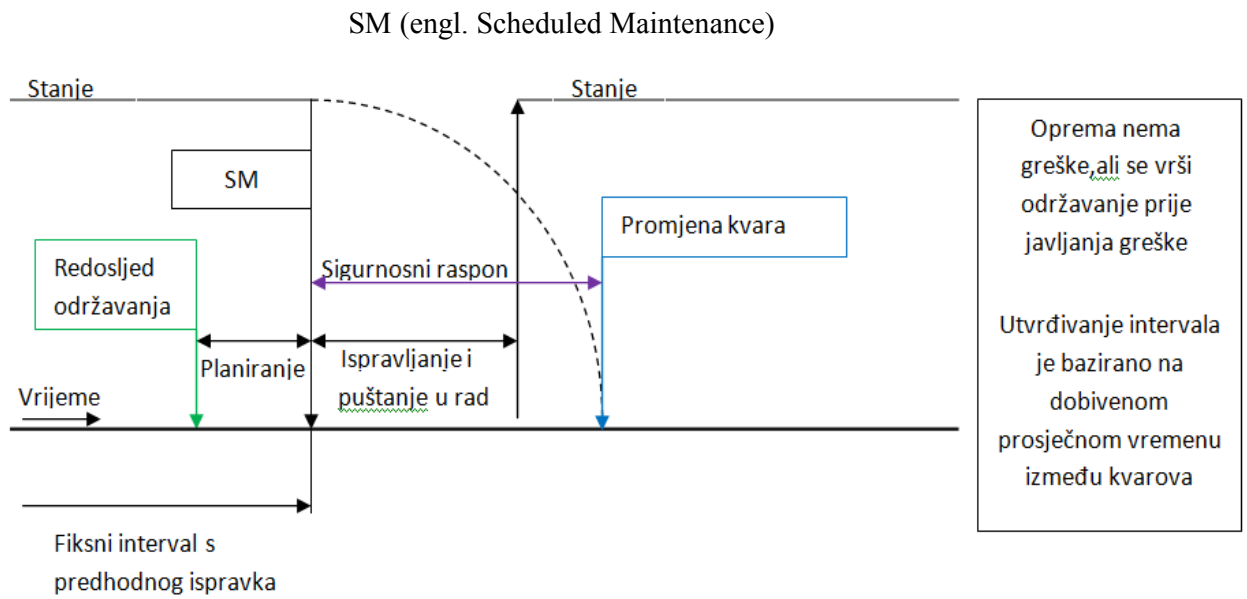 SM (engl. Scheduled Maintenance)
Stanje
Stanje
SM
Promjena kvara
Redosljed
održavanja
Sigurnosni raspon
Planiranje
Ispravljanje i
puštanje u rad
Vrijeme
Fiksni interval s
predhodnog ispravka
Oprema nema
greške,ali se vrši
održavanje prije
javljanja greške
Utvrđivanje intervala
je bazirano na
dobivenom
prosječnom vremenu
između kvarova